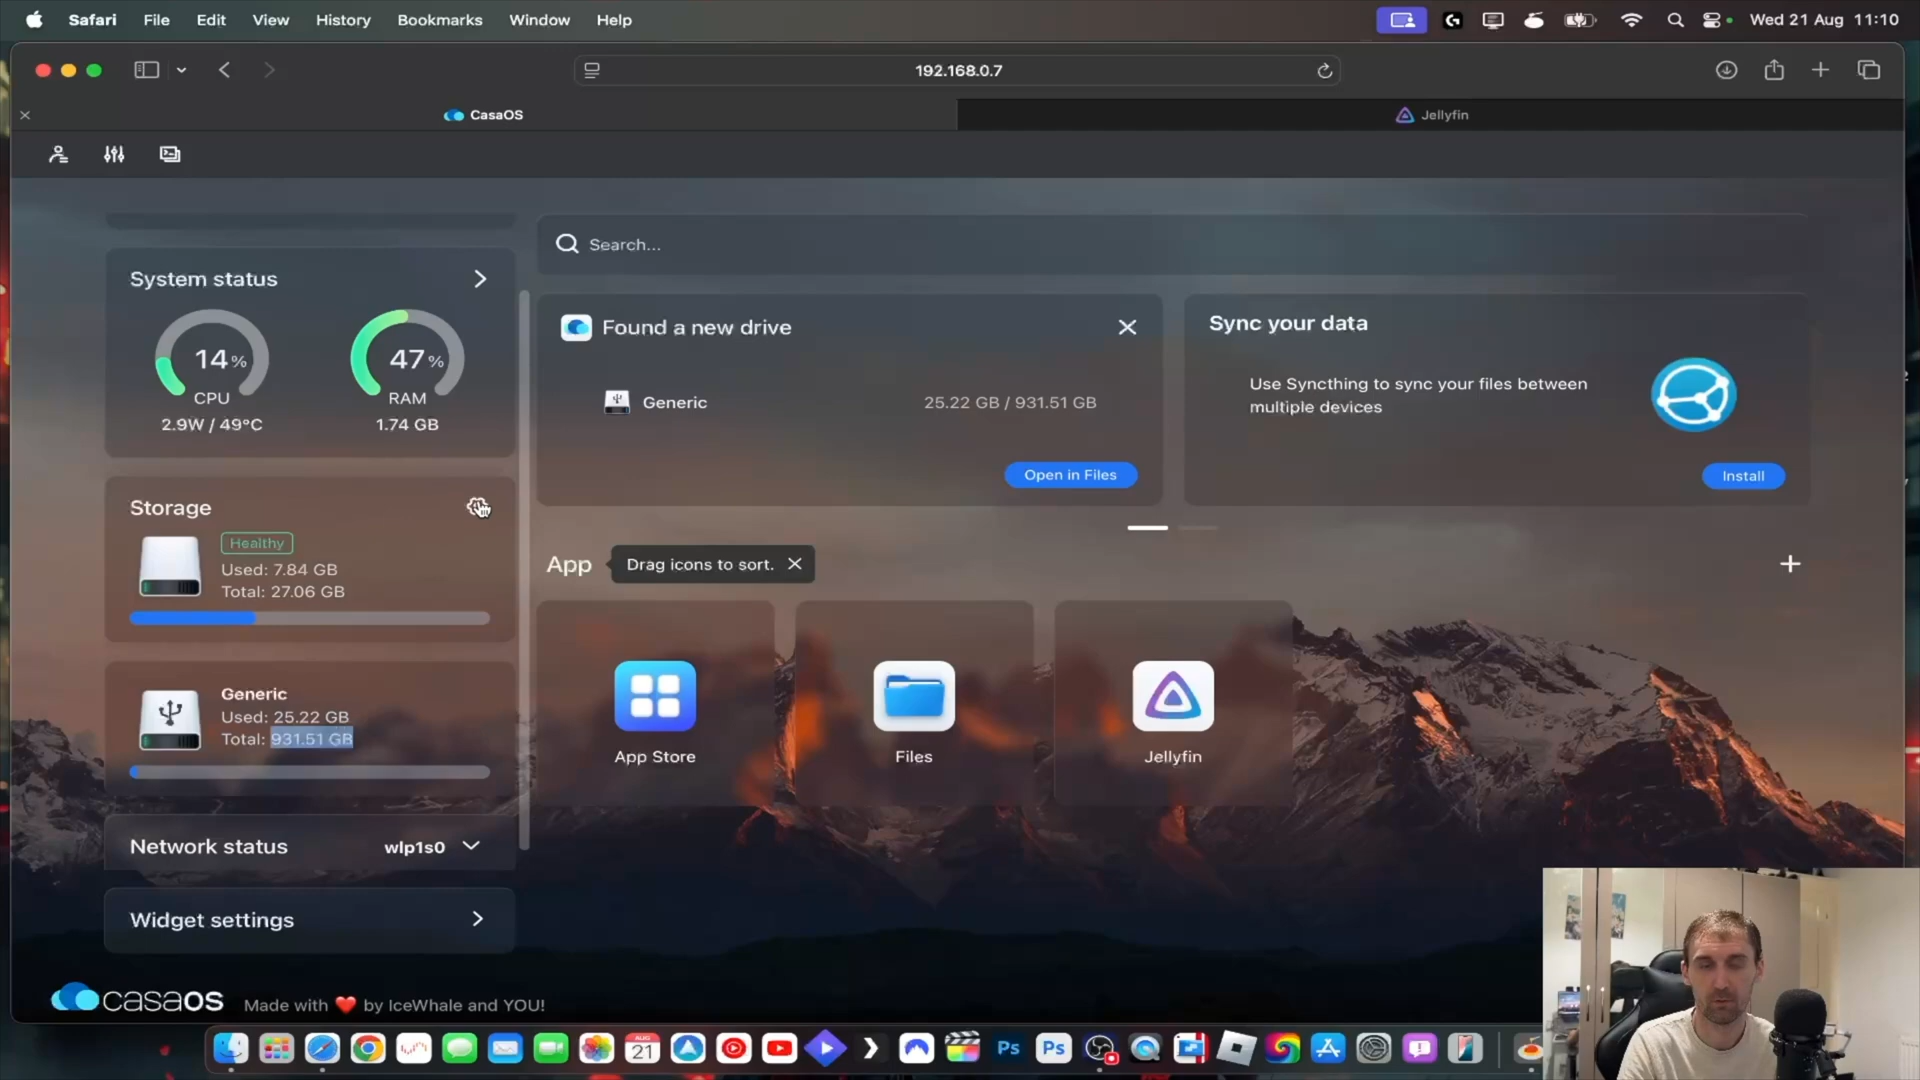 Safari File Edit View History Bookmarks Window Help
Wed 21 Aug 11:10
192.168.0.7
CasaOS
Jellyfin
Search...
System status
14%
CPU
2.9W / 49°C
47%
RAM
1.74 GB
Found a new drive
Generic
25.22 GB / 931.51 GB
Open in Files
Sync your data
Use Syncthing to sync your files between
multiple devices
Install
Storage
Healthy
Used: 7.84 GB
Total: 27.06 GB
Generic
Used: 25.22 GB
Total: 931.51 GB
App
Drag icons to sort.
App Store
Files
Jellyfin
Network status
wlp1s0
Widget settings
casaOS
Made with ❤️ by IceWhale and YOU!
AUG
21
Ps
Ps